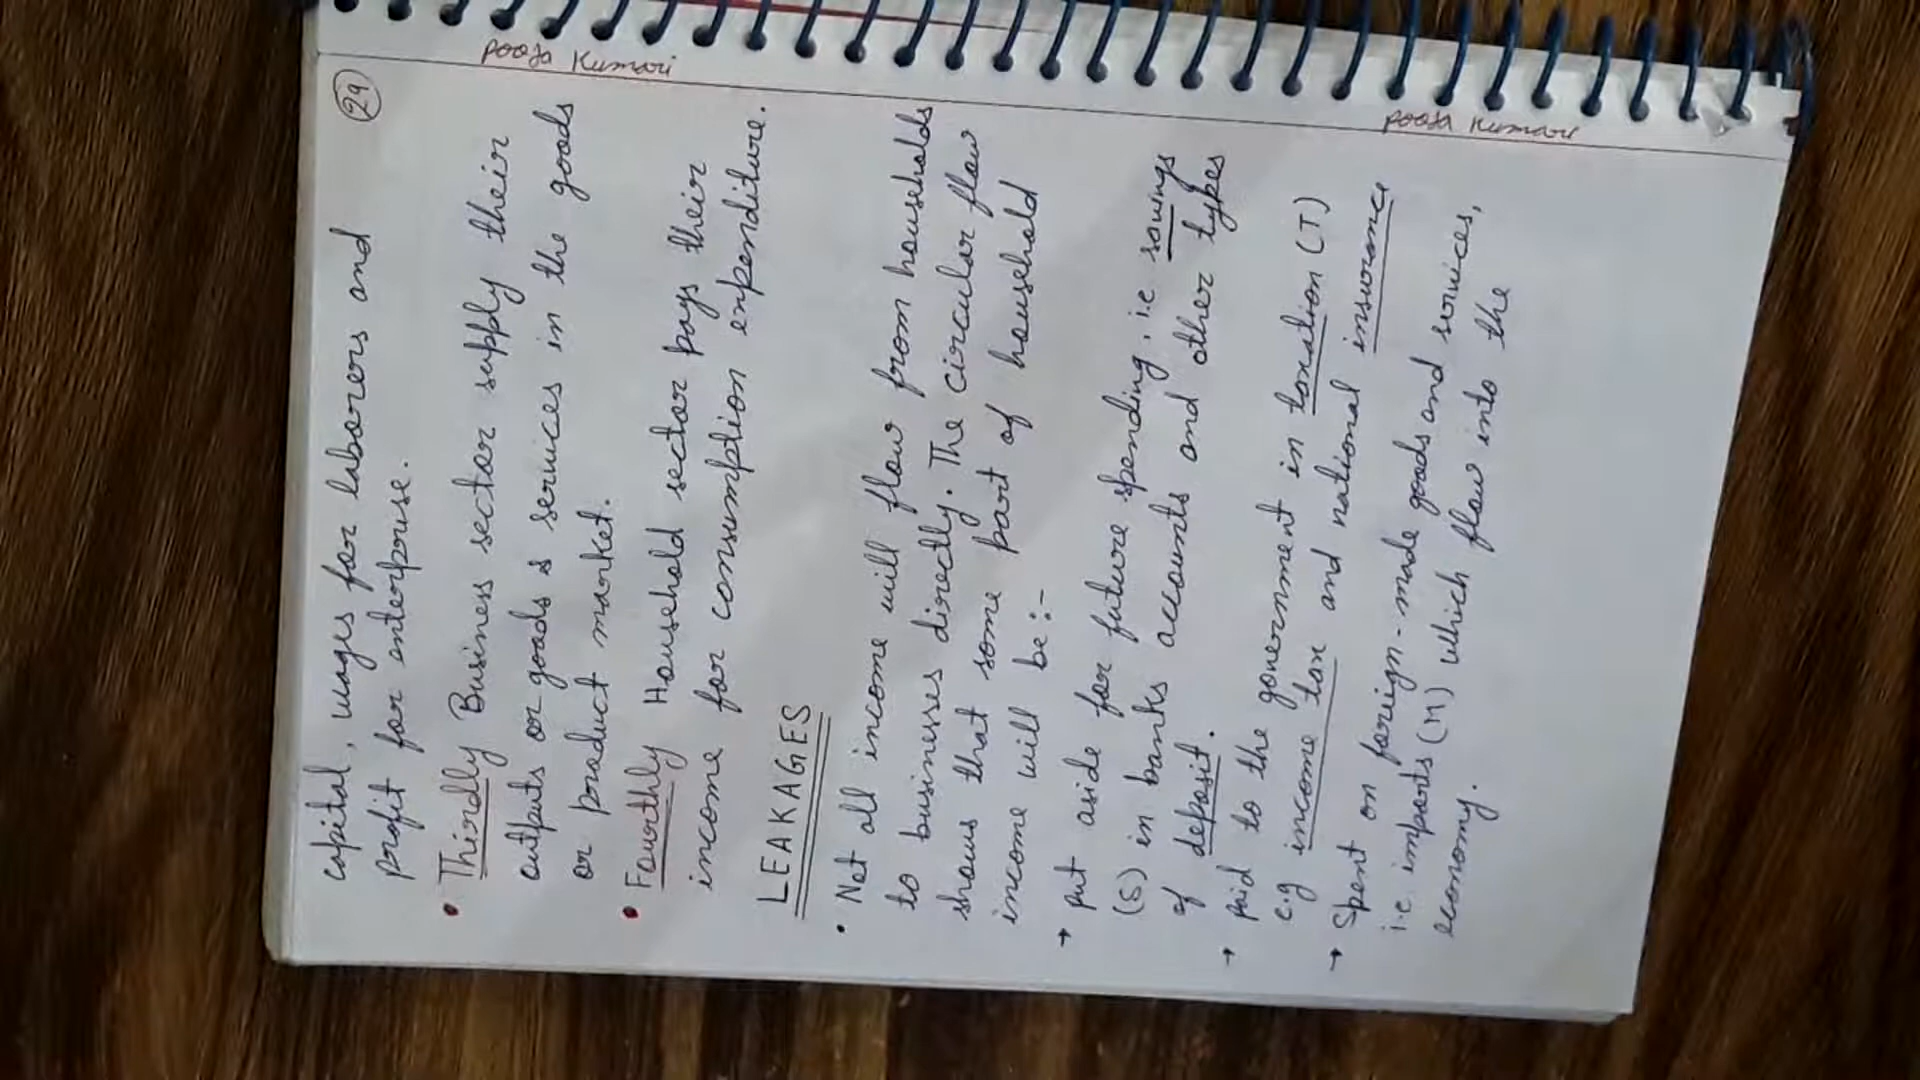 29
pooja Kumari
capital, wages for laborers and
profit for enterprise.
• Thirdly Business sector supply their
outputs or goods & services in the goods
or product market.
• Fourthly Household sector pays their
income for consumption expenditure.
LEAKAGES
• Not all income will flow from households
to businesses directly. The circular flow
shows that some part of household
income will be:-
→ put aside for future spending, i.e savings
(S) in banks accounts and other types
of deposit.
→ paid to the government in taxation (T)
e.g income tax and national insurance
→ Spent on foreign-made goods and services,
i.e. imports (M) which flow into the
economy.
pooja Kumari